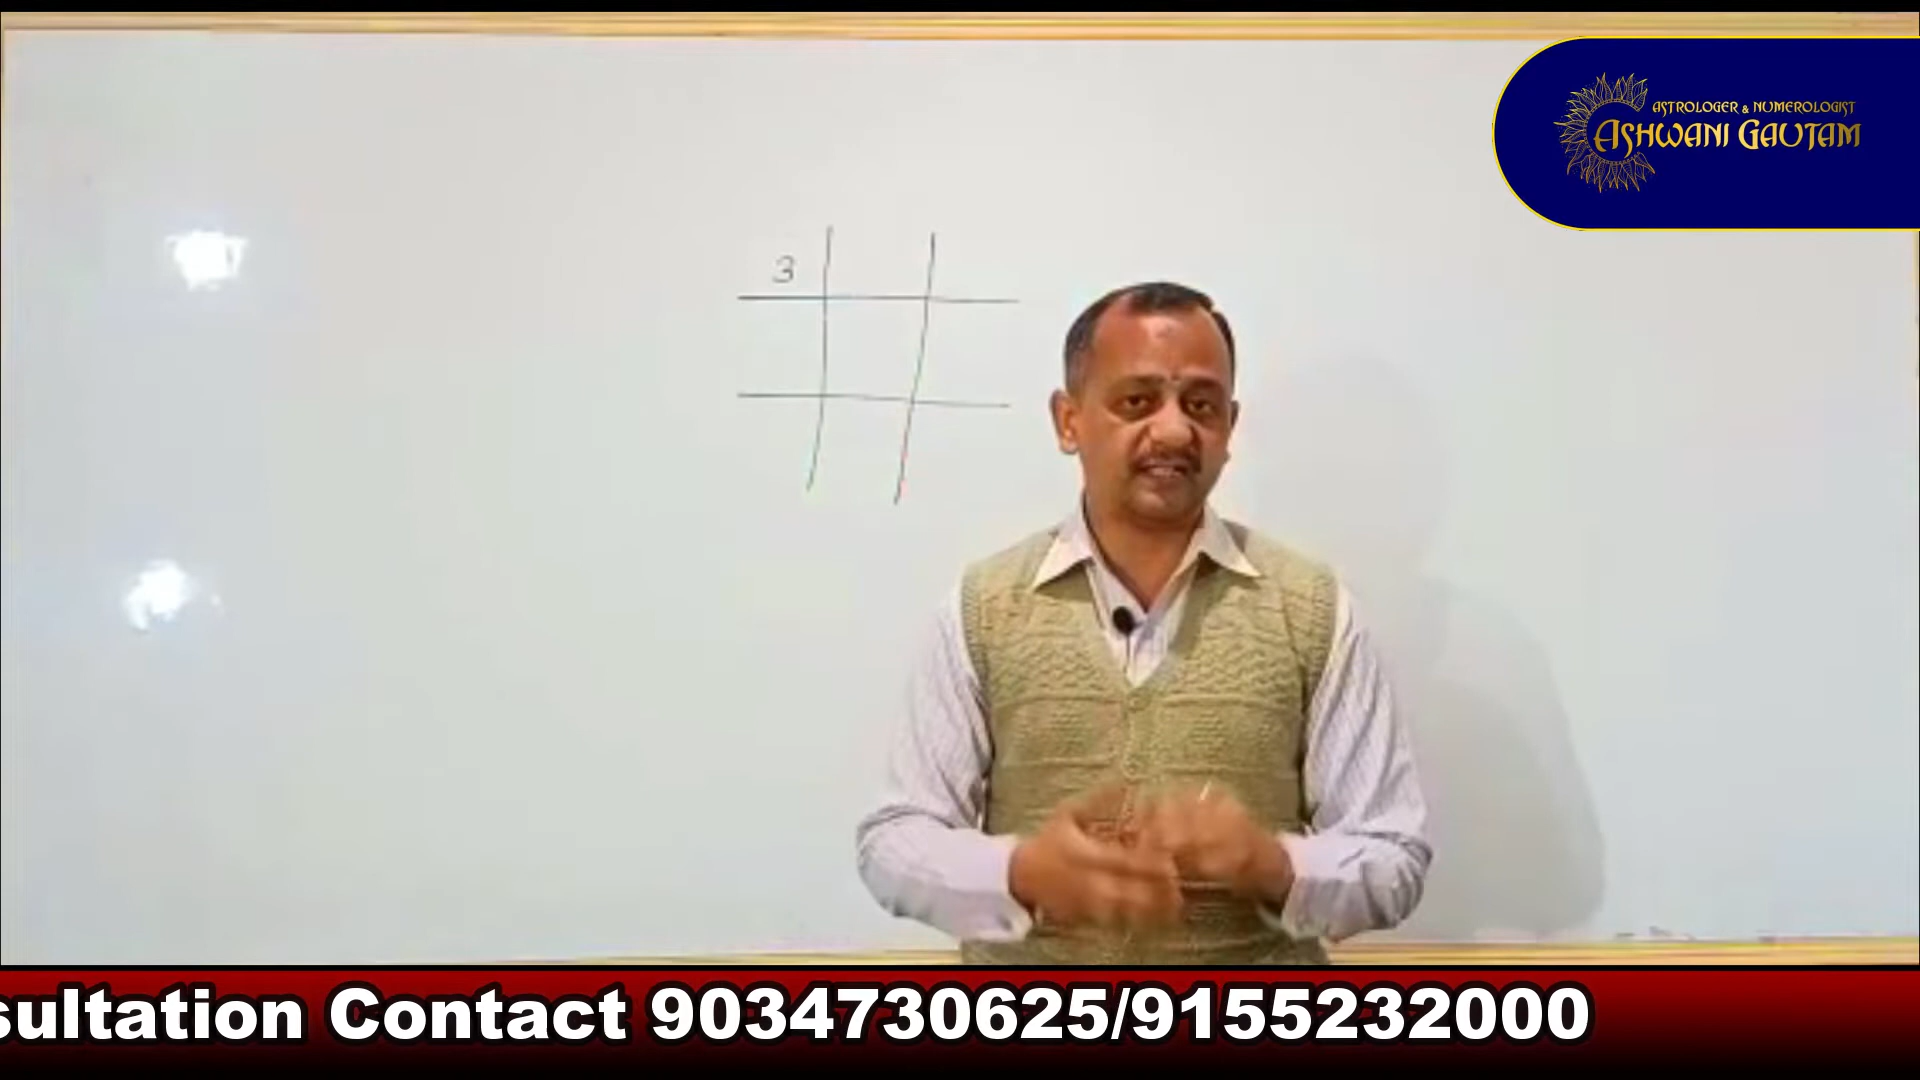 ASTROLOGER & NUMEROLOGIST
ASHWANI GAUTAM
3
sultation Contact 9034730625/9155232000